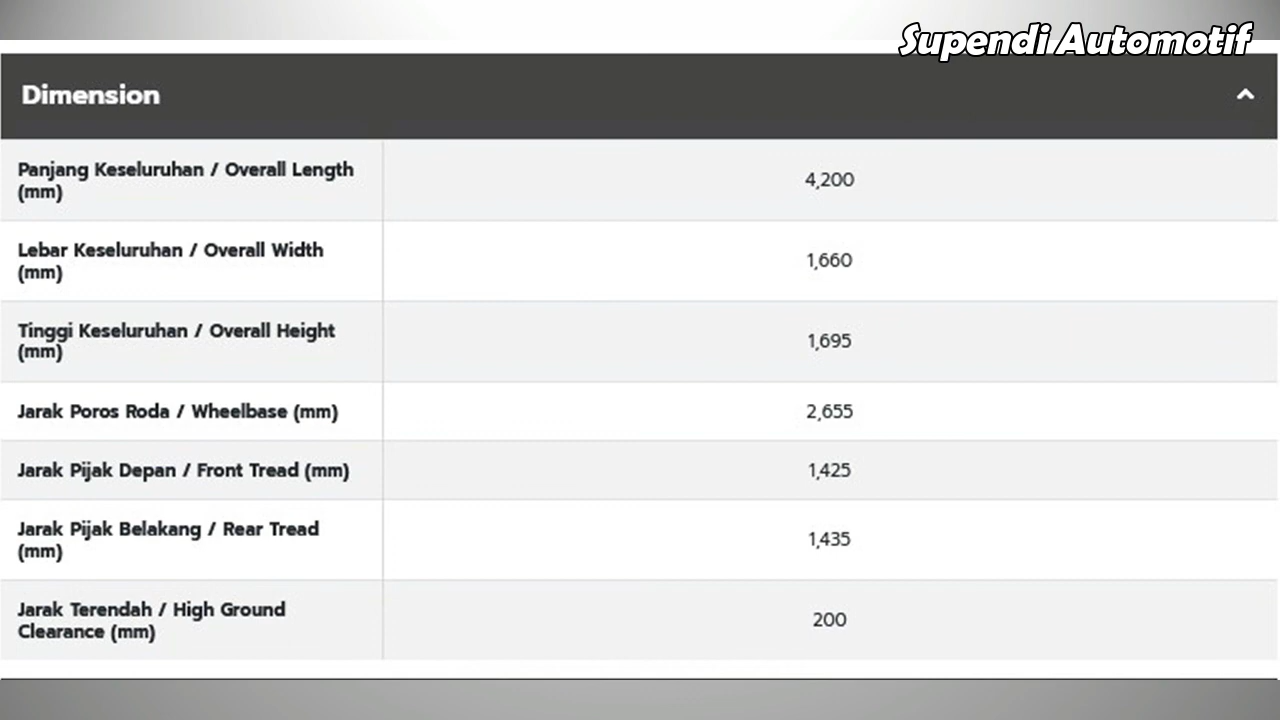 Supendi Automotif
Dimension
Panjang Keseluruhan / Overall Length
(mm)
4,200
Lebar Keseluruhan / Overall Width
(mm)
1,660
Tinggi Keseluruhan / Overall Height
(mm)
1,695
Jarak Poros Roda / Wheelbase (mm)
2,655
Jarak Pijak Depan / Front Tread (mm)
1,425
Jarak Pijak Belakang / Rear Tread
(mm)
1,435
Jarak Terendah / High Ground
Clearance (mm)
200